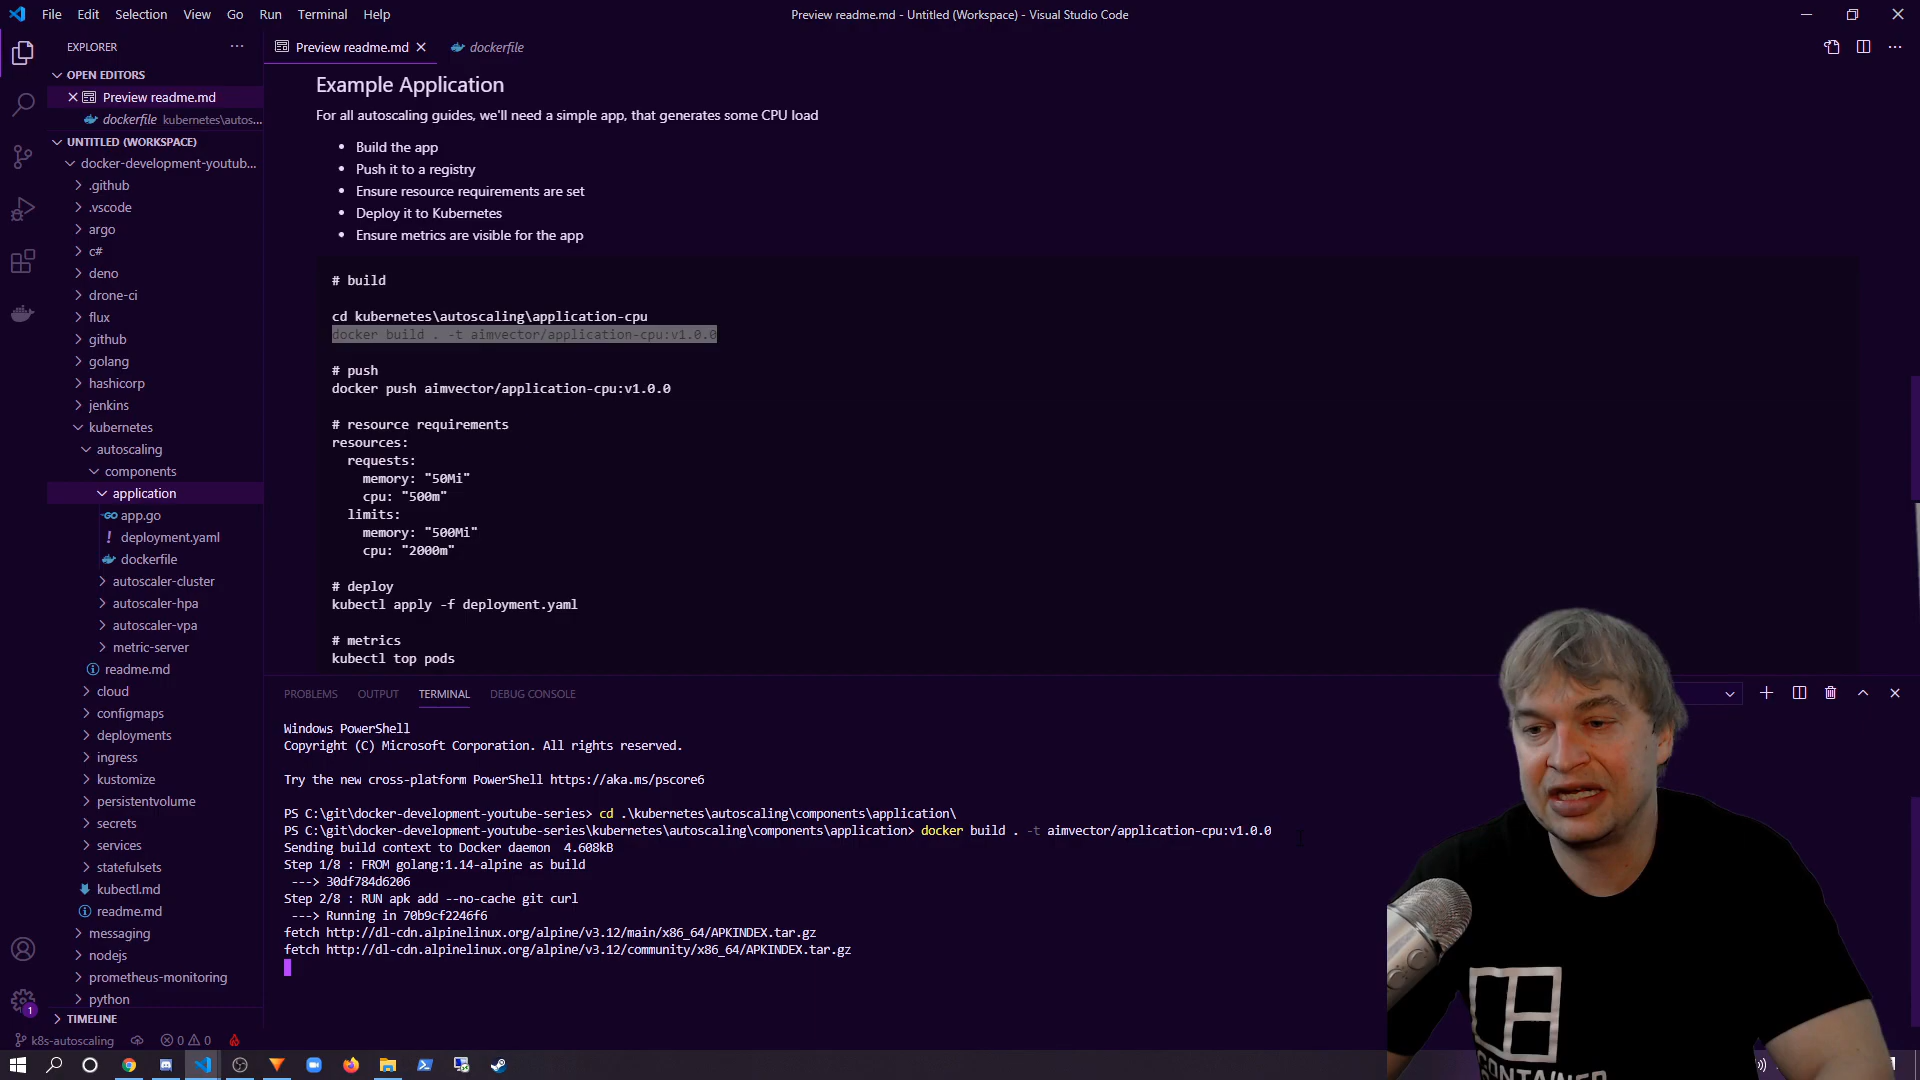 File Edit Selection View Go Run Terminal Help
Preview readme.md - Untitled (Workspace) - Visual Studio Code
EXPLORER
Preview readme.md
dockerfile
OPEN EDITORS
Preview readme.md
dockerfile kubernetes\autos...
UNTITLED (WORKSPACE)
docker-development-youtub...
.github
.vscode
argo
c#
deno
drone-ci
flux
github
golang
hashicorp
jenkins
kubernetes
autoscaling
components
application
app.go
deployment.yaml
dockerfile
autoscaler-cluster
autoscaler-hpa
autoscaler-vpa
metric-server
readme.md
cloud
configmaps
deployments
ingress
kustomize
persistentvolume
secrets
services
statefulsets
kubectl.md
readme.md
messaging
nodejs
prometheus-monitoring
python
TIMELINE
Example Application
For all autoscaling guides, we'll need a simple app, that generates some CPU load
• Build the app
• Push it to a registry
• Ensure resource requirements are set
• Deploy it to Kubernetes
• Ensure metrics are visible for the app
# build
cd kubernetes\autoscaling\application-cpu
docker build . -t aimvector/application-cpu:v1.0.0
# push
docker push aimvector/application-cpu:v1.0.0
# resource requirements
resources:
requests:
memory: "50Mi"
cpu: "500m"
limits:
memory: "500Mi"
cpu: "2000m"
# deploy
kubectl apply -f deployment.yaml
# metrics
kubectl top pods
PROBLEMS OUTPUT TERMINAL DEBUG CONSOLE
Windows PowerShell
Copyright (C) Microsoft Corporation. All rights reserved.
Try the new cross-platform PowerShell https://aka.ms/pscore6
PS C:\git\docker-development-youtube-series> cd .\kubernetes\autoscaling\components\application\
PS C:\git\docker-development-youtube-series\kubernetes\autoscaling\components\application> docker build . -t aimvector/application-cpu:v1.0.0
Sending build context to Docker daemon 4.608kB
Step 1/8 : FROM golang:1.14-alpine as build
---> 30df784d6206
Step 2/8 : RUN apk add --no-cache git curl
---> Running in 70b9cf2246f6
fetch http://dl-cdn.alpinelinux.org/alpine/v3.12/main/x86_64/APKINDEX.tar.gz
fetch http://dl-cdn.alpinelinux.org/alpine/v3.12/community/x86_64/APKINDEX.tar.gz
1
k8s-autoscaling 0 0
CONTAINER